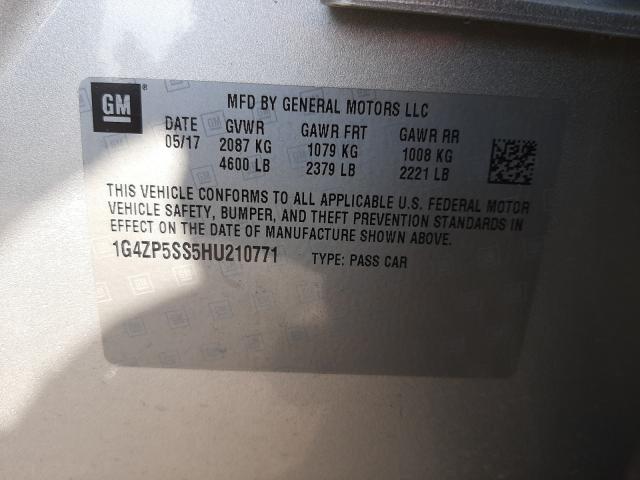 GM
MFD BY GENERAL MOTORS LLC
DATE GVWR GAWR FRT GAWR RR
05/17 2087 KG 1079 KG 1008 KG
4600 LB 2379 LB 2221 LB
THIS VEHICLE CONFORMS TO ALL APPLICABLE U.S. FEDERAL MOTOR
VEHICLE SAFETY, BUMPER, AND THEFT PREVENTION STANDARDS IN
EFFECT ON THE DATE OF MANUFACTURE SHOWN ABOVE.
1G4ZP5SS5HU210771 TYPE: PASS CAR